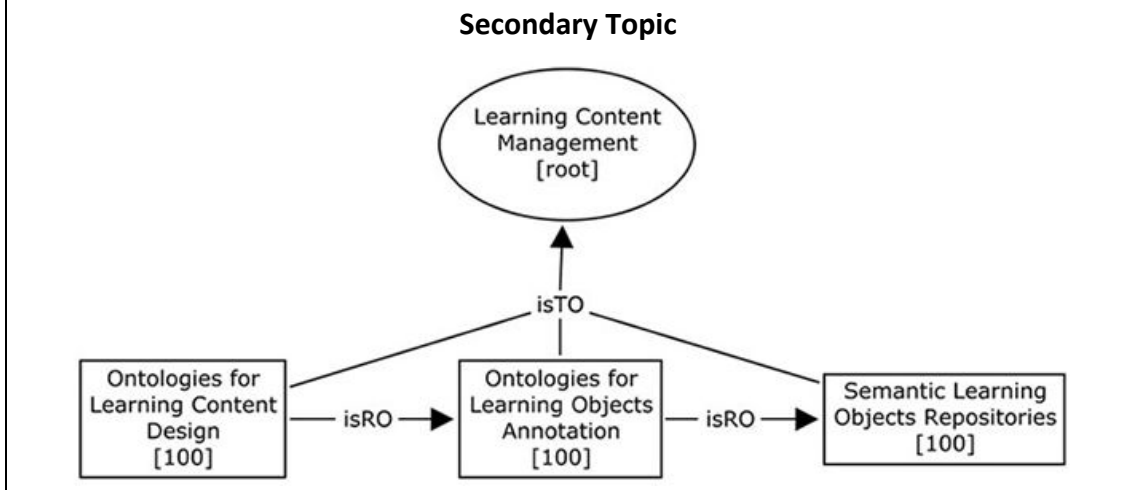 Secondary Topic
Learning Content
Management
[root]
isTO
Ontologies for
Learning Content
Design
[100]
isRO
Ontologies for
Learning Objects
Annotation
[100]
isRO
Semantic Learning
Objects Repositories
[100]